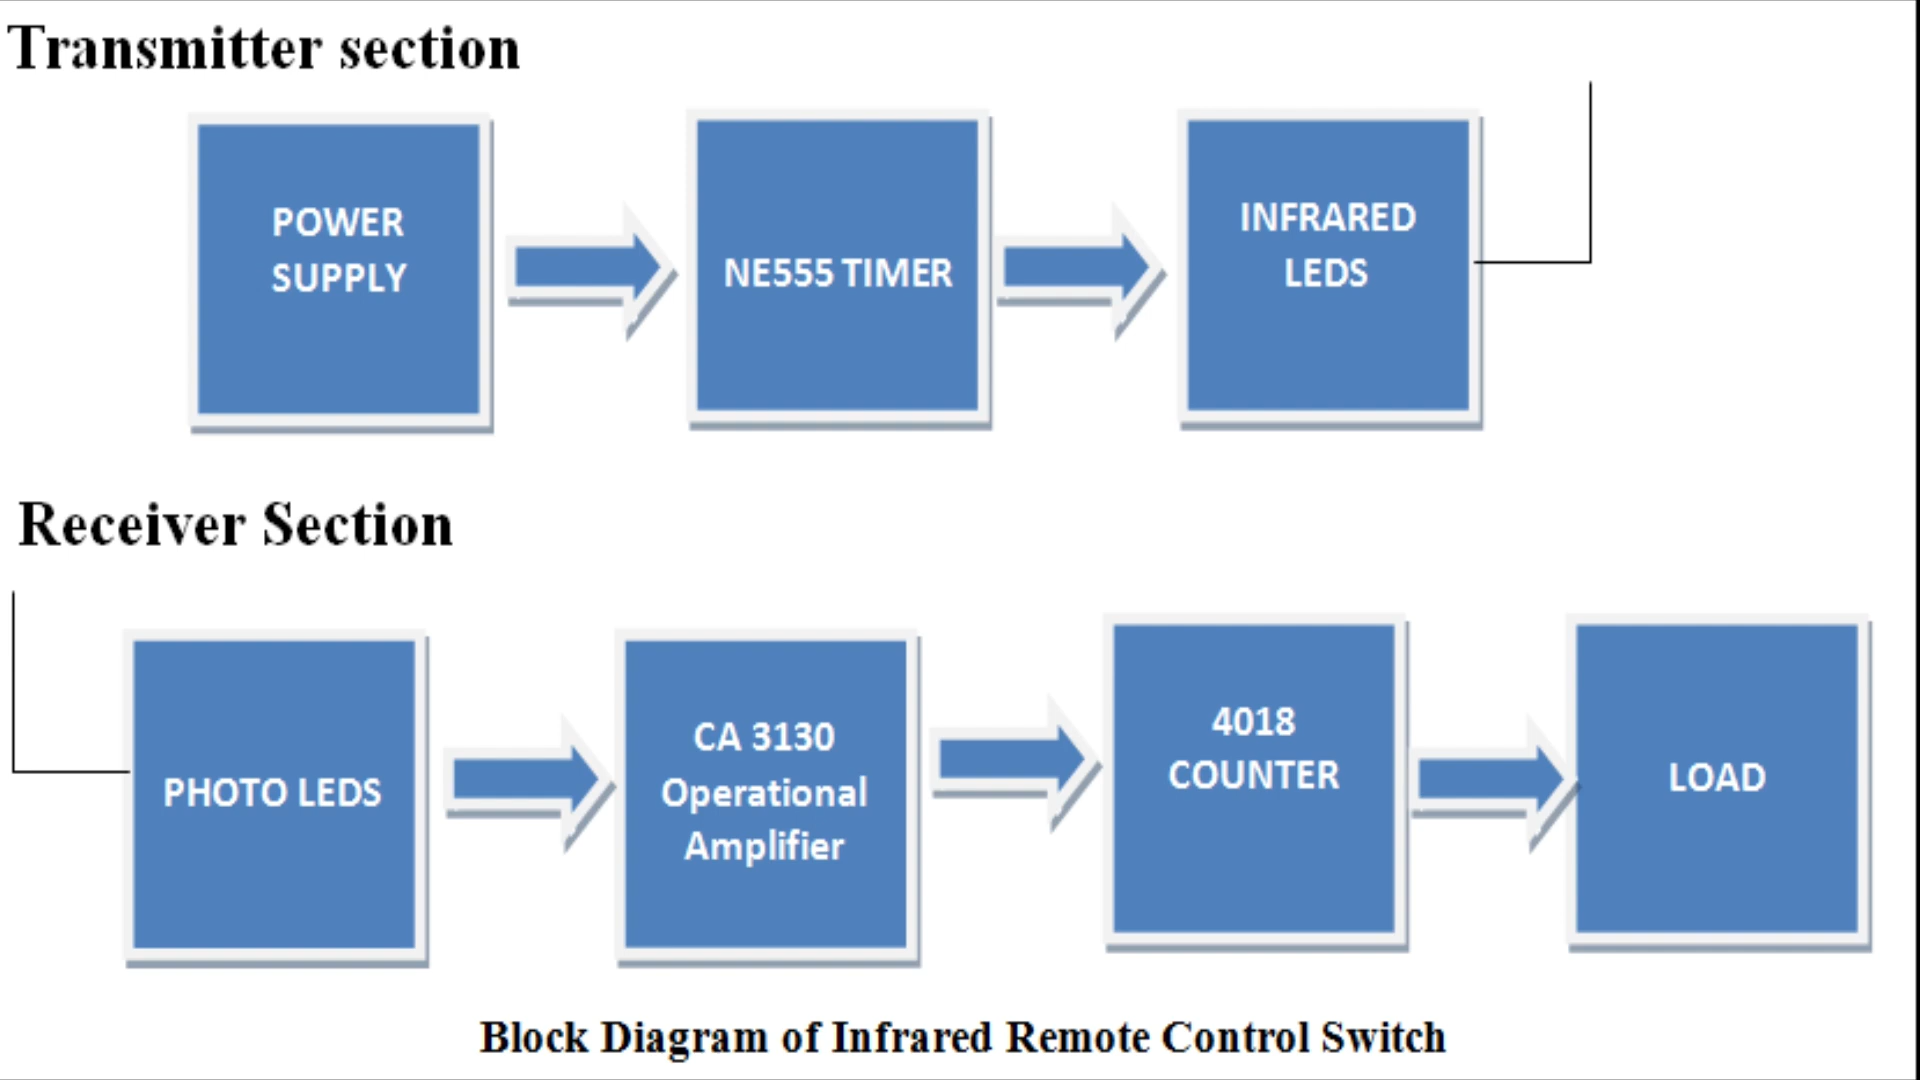 Transmitter section
POWER
SUPPLY
NE555 TIMER
INFRARED
LEDS
Receiver Section
PHOTO LEDS
CA 3130
Operational
Amplifier
4018
COUNTER
LOAD
Block Diagram of Infrared Remote Control Switch